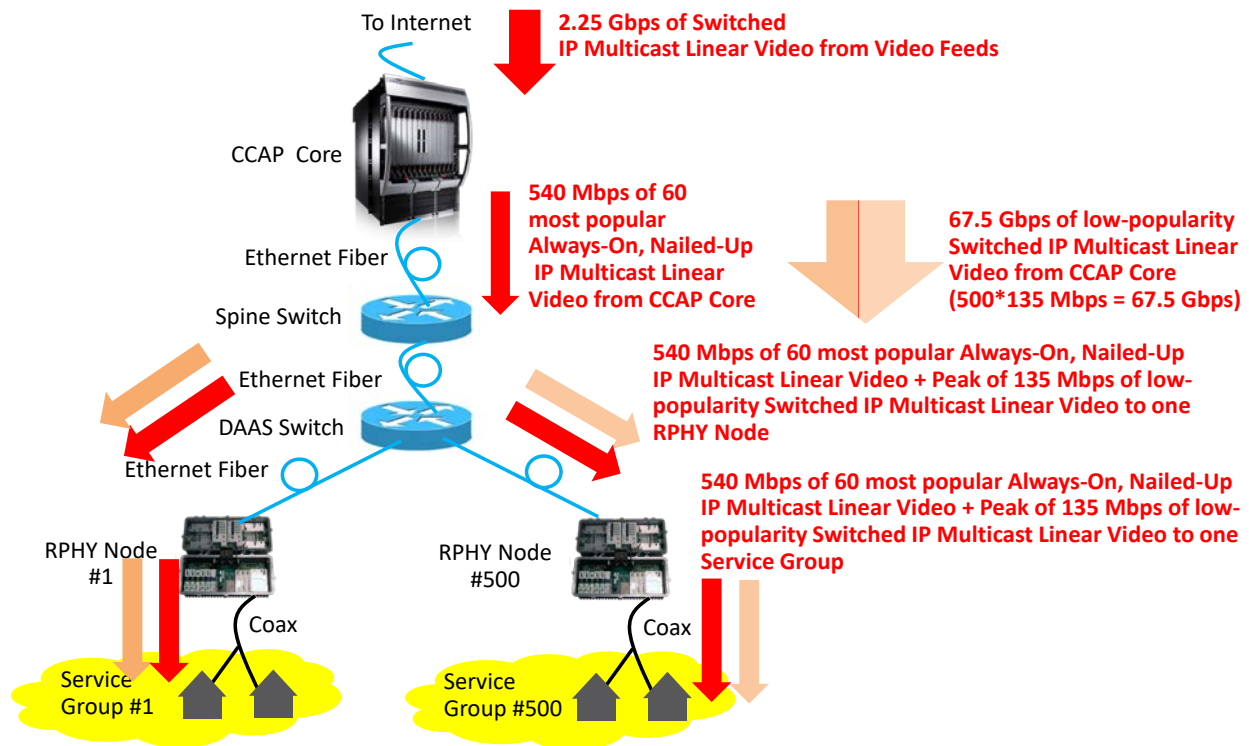 To Internet
2.25 Gbps of Switched
IP Multicast Linear Video from Video Feeds
CCAP Core
540 Mbps of 60
most popular
Always-On, Nailed-Up
IP Multicast Linear
Video from CCAP Core
67.5 Gbps of low-popularity
Switched IP Multicast Linear
Video from CCAP Core
(500*135 Mbps = 67.5 Gbps)
Ethernet Fiber
Spine Switch
Ethernet Fiber
540 Mbps of 60 most popular Always-On, Nailed-Up
IP Multicast Linear Video + Peak of 135 Mbps of low-
popularity Switched IP Multicast Linear Video to one
RPHY Node
DAAS Switch
Ethernet Fiber
540 Mbps of 60 most popular Always-On, Nailed-Up
IP Multicast Linear Video + Peak of 135 Mbps of low-
popularity Switched IP Multicast Linear Video to one
Service Group
RPHY Node
#1
RPHY Node
#500
Coax
Coax
Service
Group #1
Service
Group #500